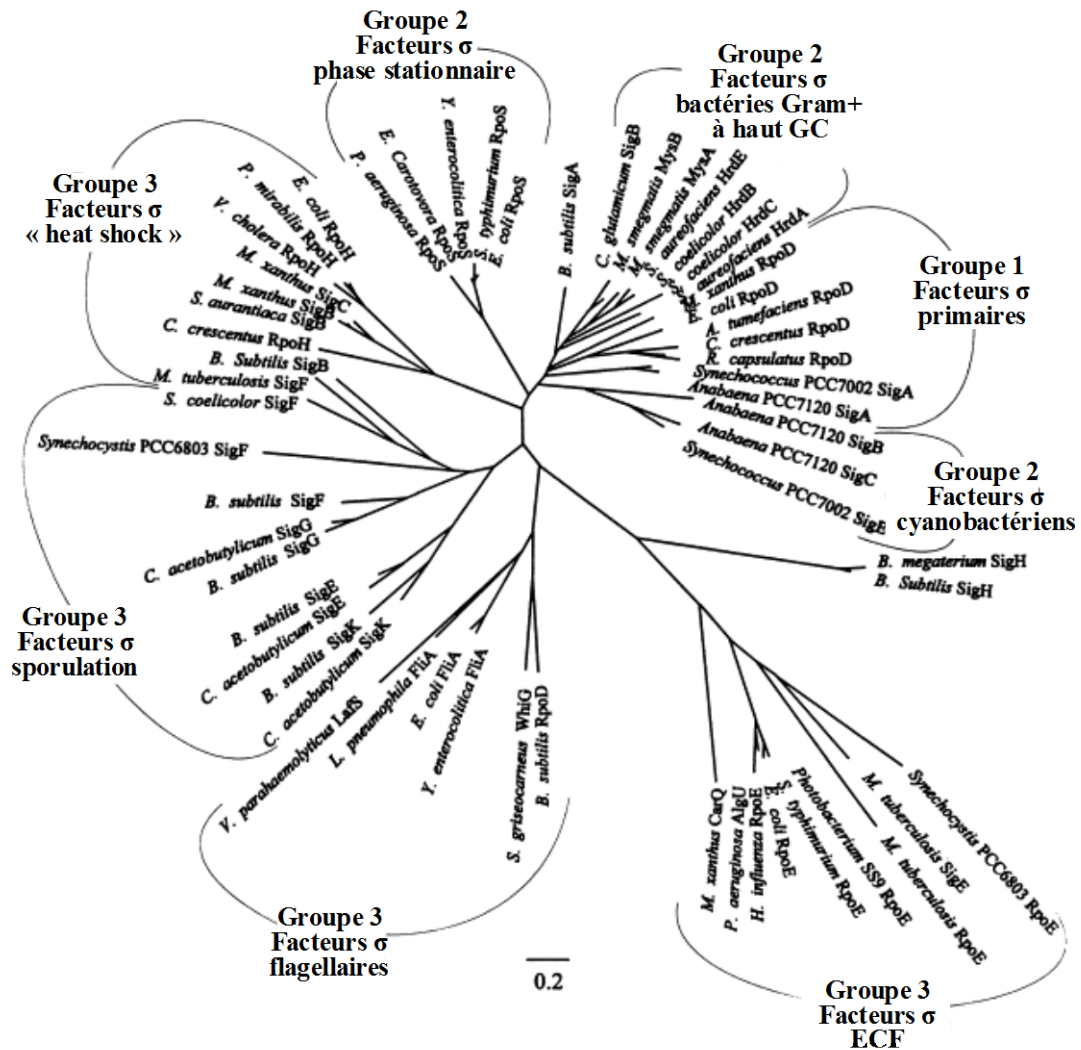 Groupe 2
Facteurs σ
phase stationnaire
Groupe 2
Facteurs σ
bactéries Gram+
à haut GC
Groupe 3
Facteurs σ
« heat shock »
Groupe 1
Facteurs σ
primaires
Groupe 2
Facteurs σ
cyanobactériens
Groupe 3
Facteurs σ
sporulation
Groupe 3
Facteurs σ
flagellaires
Groupe 3
Facteurs σ
ECF
0.2
P. aeruginosa RpoS
E. Carotovora RpoS
Y. enterocolitica RpoS
typhimurium RpoS
E. coli RpoS
B. subtilis SigA
C. glutamicum SigB
M. smegmatis MysB
M. smegmatis MysA
aureofaciens HrdE
coelicolor HrdB
coelicolor HrdC
aureofaciens HrdA
xanthus RpoD
coli RpoD
A. tumefaciens RpoD
C. crescentus RpoD
R. capsulatus RpoD
Synechococcus PCC7002 SigA
Anabaena PCC7120 SigA
Anabaena PCC7120 SigB
Anabaena PCC7120 SigC
Synechococcus PCC7002 SigB
B. megaterium SigH
B. Subtilis SigH
Synechocystis PCC6803 RpoE
M. tuberculosis SigE
M. tuberculosis RpoE
Photobacterium SS9 RpoE
S. typhimurium RpoE
E. coli RpoE
H. influenza RpoE
P. aeruginosa AlgU
M. xanthus CarQ
B. subtilis RpoD
S. griseocarneus WhiG
Y. enterocolitica FliA
E. coli FliA
L. pneumophila FliA
V. parahaemolyticus LafS
C. acetobutylicum SigK
B. subtilis SigK
C. acetobutylicum SigE
B. subtilis SigE
B. subtilis SigG
C. acetobutylicum SigG
B. subtilis SigF
Synechocystis PCC6803 SigF
S. coelicolor SigF
M. tuberculosis SigF
B. Subtilis SigB
C. crescentus RpoH
S. aurantiaca SigB
M. xanthus SigB
M. xanthus SigC
V. cholera RpoH
P. mirabilis RpoH
E. coli RpoH